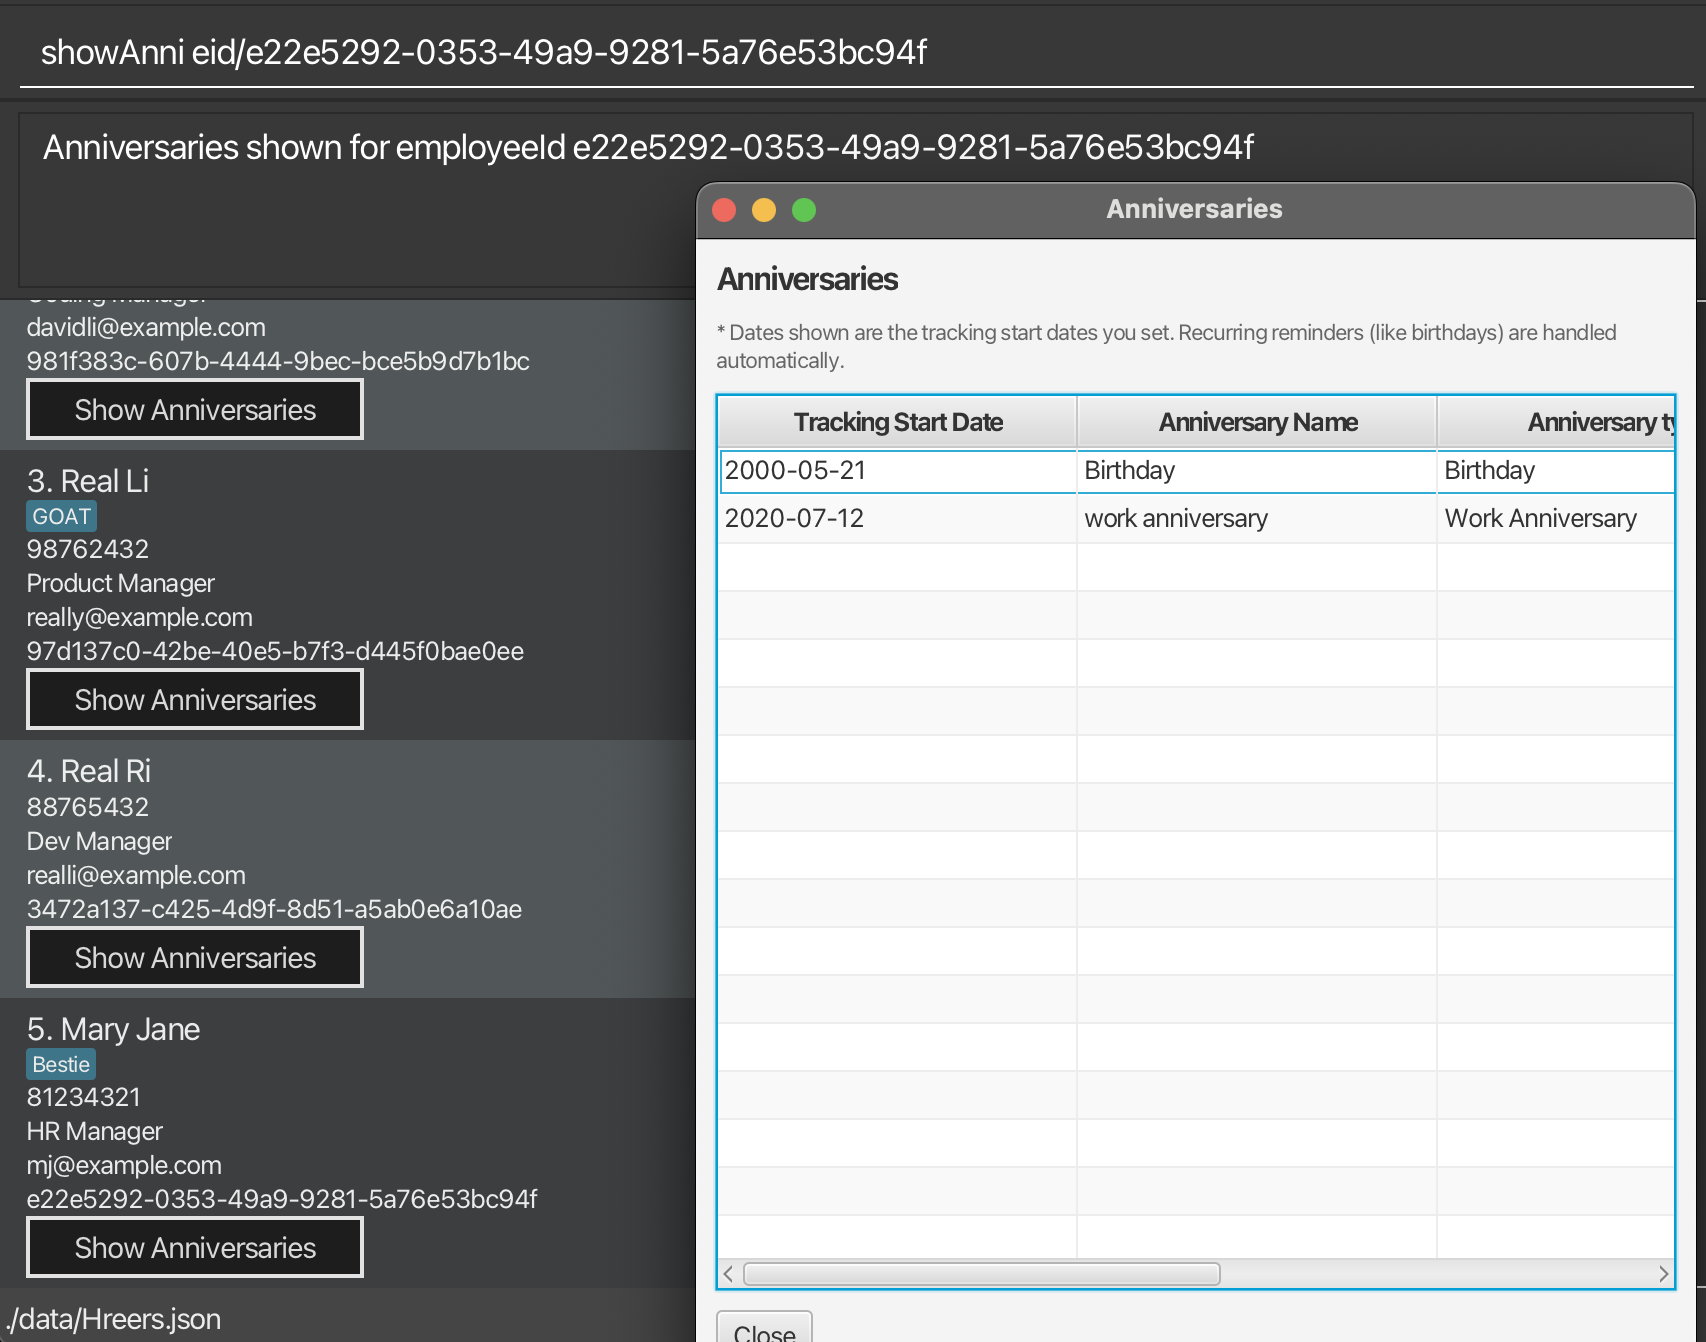 showAnni eid/e22e5292-0353-49a9-9281-5a76e53bc94f
Anniversaries shown for employeeId e22e5292-0353-49a9-9281-5a76e53bc94f
davidli@example.com
981f383c-607b-4444-9bec-bce5b9d7b1bc
Show Anniversaries
3. Real Li
GOAT
98762432
Product Manager
really@example.com
97d137c0-42be-40e5-b7f3-d445f0bae0ee
Show Anniversaries
4. Real Ri
88765432
Dev Manager
realli@example.com
3472a137-c425-4d9f-8d51-a5ab0e6a10ae
Show Anniversaries
5. Mary Jane
Bestie
81234321
HR Manager
mj@example.com
e22e5292-0353-49a9-9281-5a76e53bc94f
Show Anniversaries
./data/Hreers.json
Anniversaries
Anniversaries
* Dates shown are the tracking start dates you set. Recurring reminders (like birthdays) are handled
automatically.
Tracking Start Date Anniversary Name Anniversary ty
2000-05-21 Birthday Birthday
2020-07-12 work anniversary Work Anniversary
Close